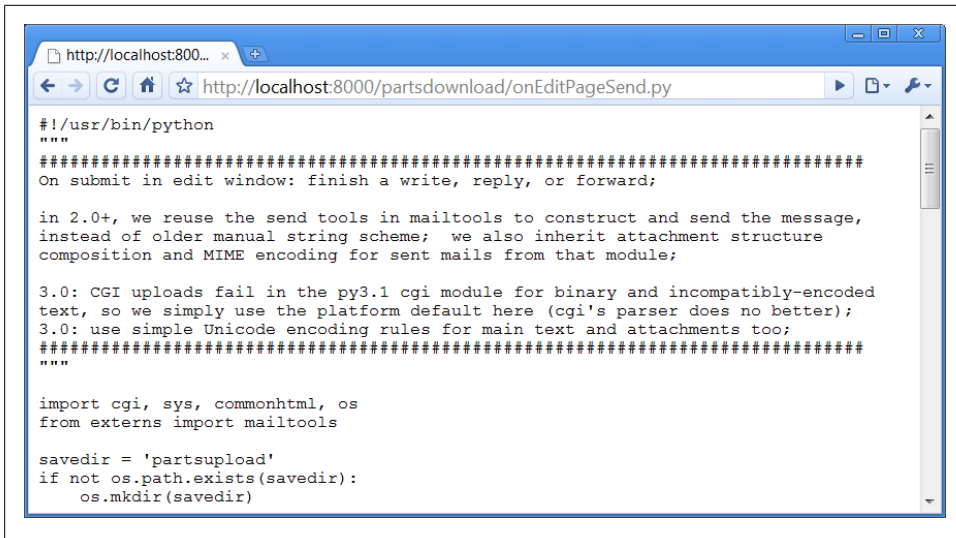 http://localhost:800...
http://localhost:8000/partsdownload/onEditPageSend.py
#!/usr/bin/python
"""
################################################################################
On submit in edit window: finish a write, reply, or forward;
in 2.0+, we reuse the send tools in mailtools to construct and send the message,
instead of older manual string scheme;  we also inherit attachment structure
composition and MIME encoding for sent mails from that module;
3.0: CGI uploads fail in the py3.1 cgi module for binary and incompatibly-encoded
text, so we simply use the platform default here (cgi's parser does no better);
3.0: use simple Unicode encoding rules for main text and attachments too;
################################################################################
"""
import cgi, sys, commonhtml, os
from externs import mailtools
savedir = 'partsupload'
if not os.path.exists(savedir):
    os.mkdir(savedir)